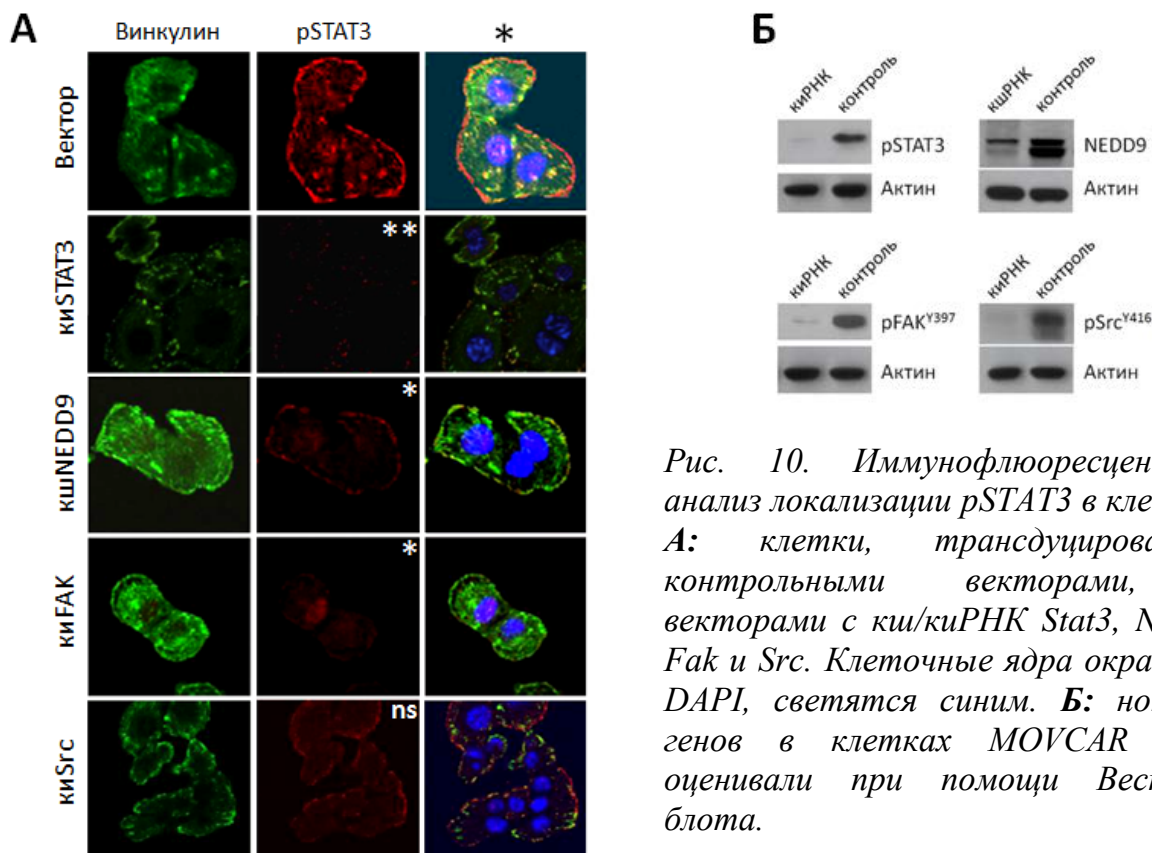 А
Винкулин pSTAT3 *
Вектор
киSTAT3
**
кшNEDD9
*
киFAK
*
киSrc
ns
Б
киРНК контроль
pSTAT3
Актин
кшРНК контроль
NEDD9
Актин
киРНК контроль
pFAKY397
Актин
киРНК контроль
pSrcY416
Актин
Рис. 10. Иммунофлюоресцен
анализ локализации pSTAT3 в кле
А: клетки, трансдуцирова
контрольными векторами,
векторами с кш/киРНК Stat3, N
Fak и Src. Клеточные ядра окра
DAPI, светятся синим. Б: но
генов в клетках MOVCAR
оценивали при помощи Вес
блота.